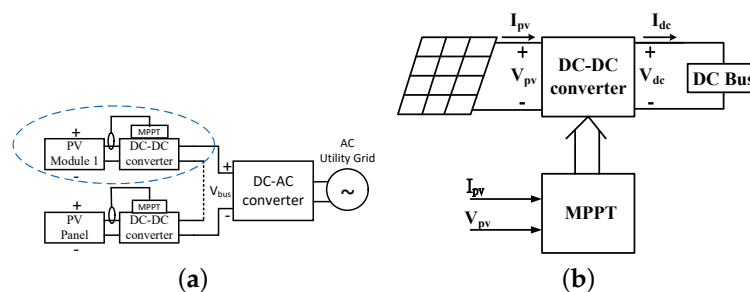 +
PV
Module 1
-
MPPT
DC-DC
converter
+
PV
Panel
-
MPPT
DC-DC
converter
+
V_bus
-
DC-AC
converter
AC
Utility Grid
~
(a)
I_pv
I_dc
+
V_pv
-
DC-DC
converter
+
V_dc
-
DC Bus
I_pv
V_pv
MPPT
(b)